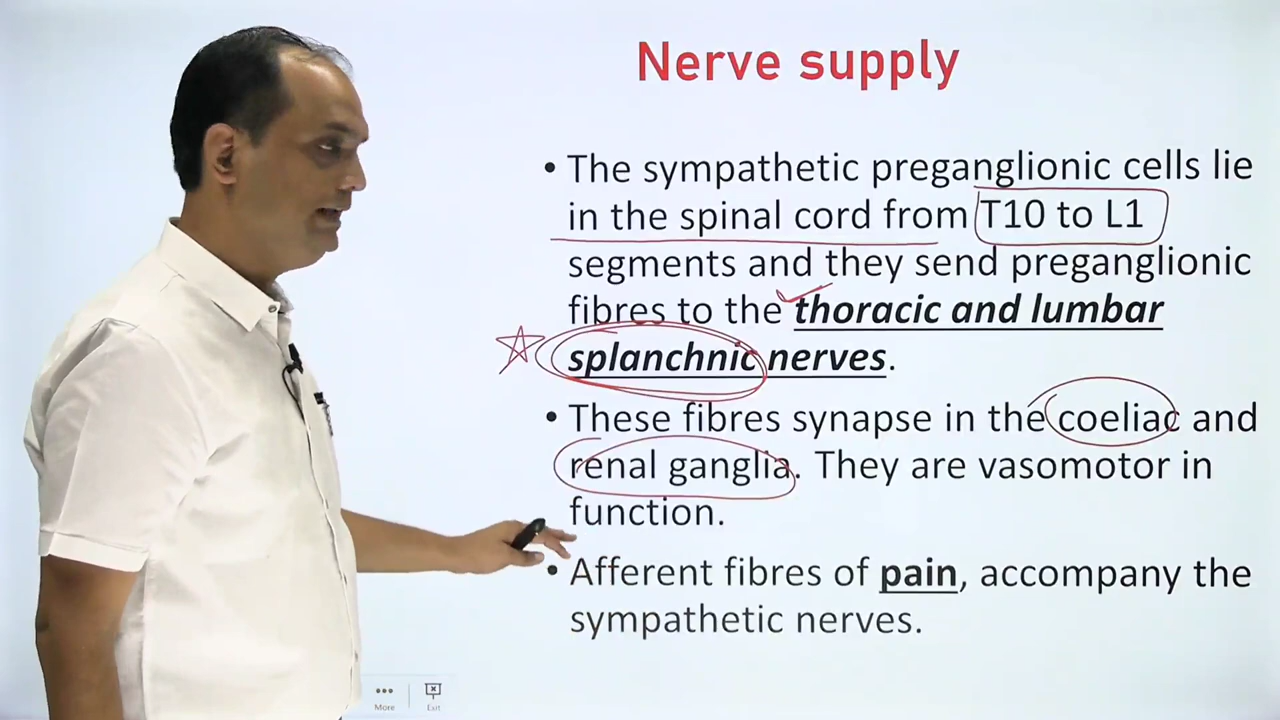 Nerve supply
• The sympathetic preganglionic cells lie
in the spinal cord from T10 to L1
segments and they send preganglionic
fibres to the thoracic and lumbar
splanchnic nerves.
• These fibres synapse in the coeliac and
renal ganglia. They are vasomotor in
function.
• Afferent fibres of pain, accompany the
sympathetic nerves.
More
Exit